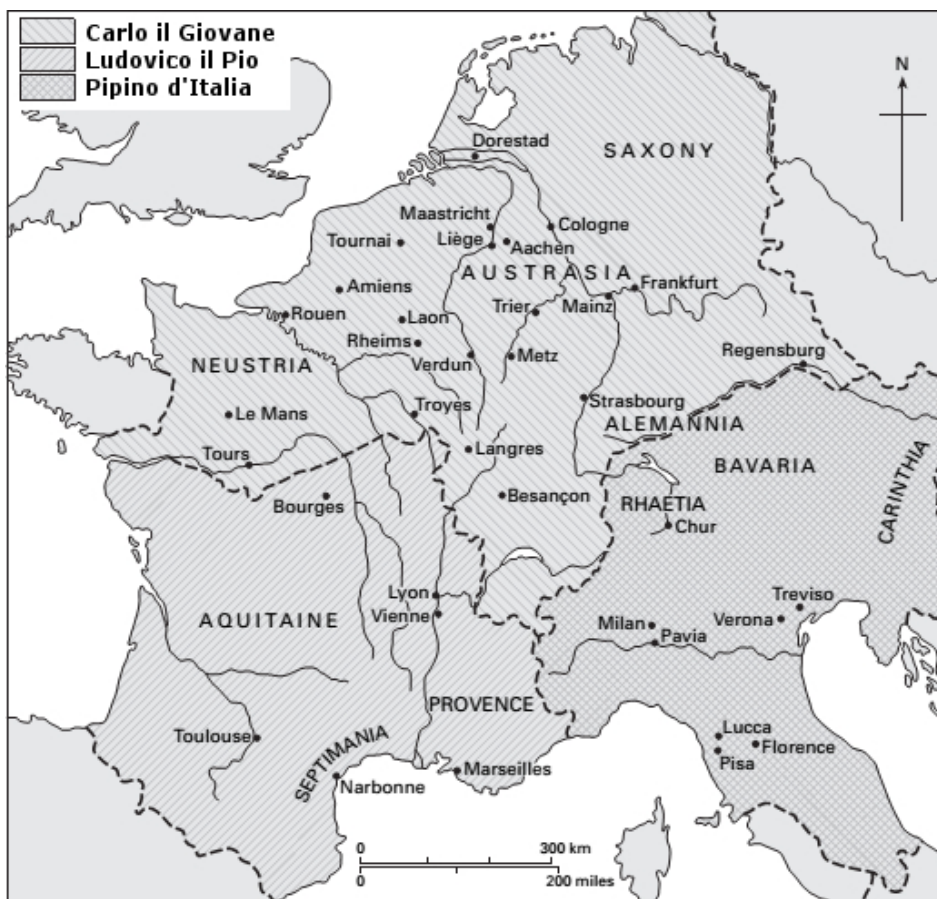 Carlo il Giovane
Ludovico il Pio
Pipino d'Italia
N
Dorestad
SAXONY
Maastricht
Cologne
Tournai
Liège
Aachen
AUSTRASIA
Amiens
Frankfurt
Trier
Mainz
Rouen
Laon
Rheims
Verdun
Metz
NEUSTRIA
Regensburg
Le Mans
Troyes
Strasbourg
ALEMANNIA
Tours
Langres
BAVARIA
Bourges
Besançon
RHAETIA
Chur
CARINTHIA
Lyon
Vienne
AQUITAINE
Treviso
Milan
Verona
Pavia
PROVENCE
Toulouse
SEPTIMANIA
Lucca
Florence
Pisa
Narbonne
Marseilles
0 300 km
0 200 miles